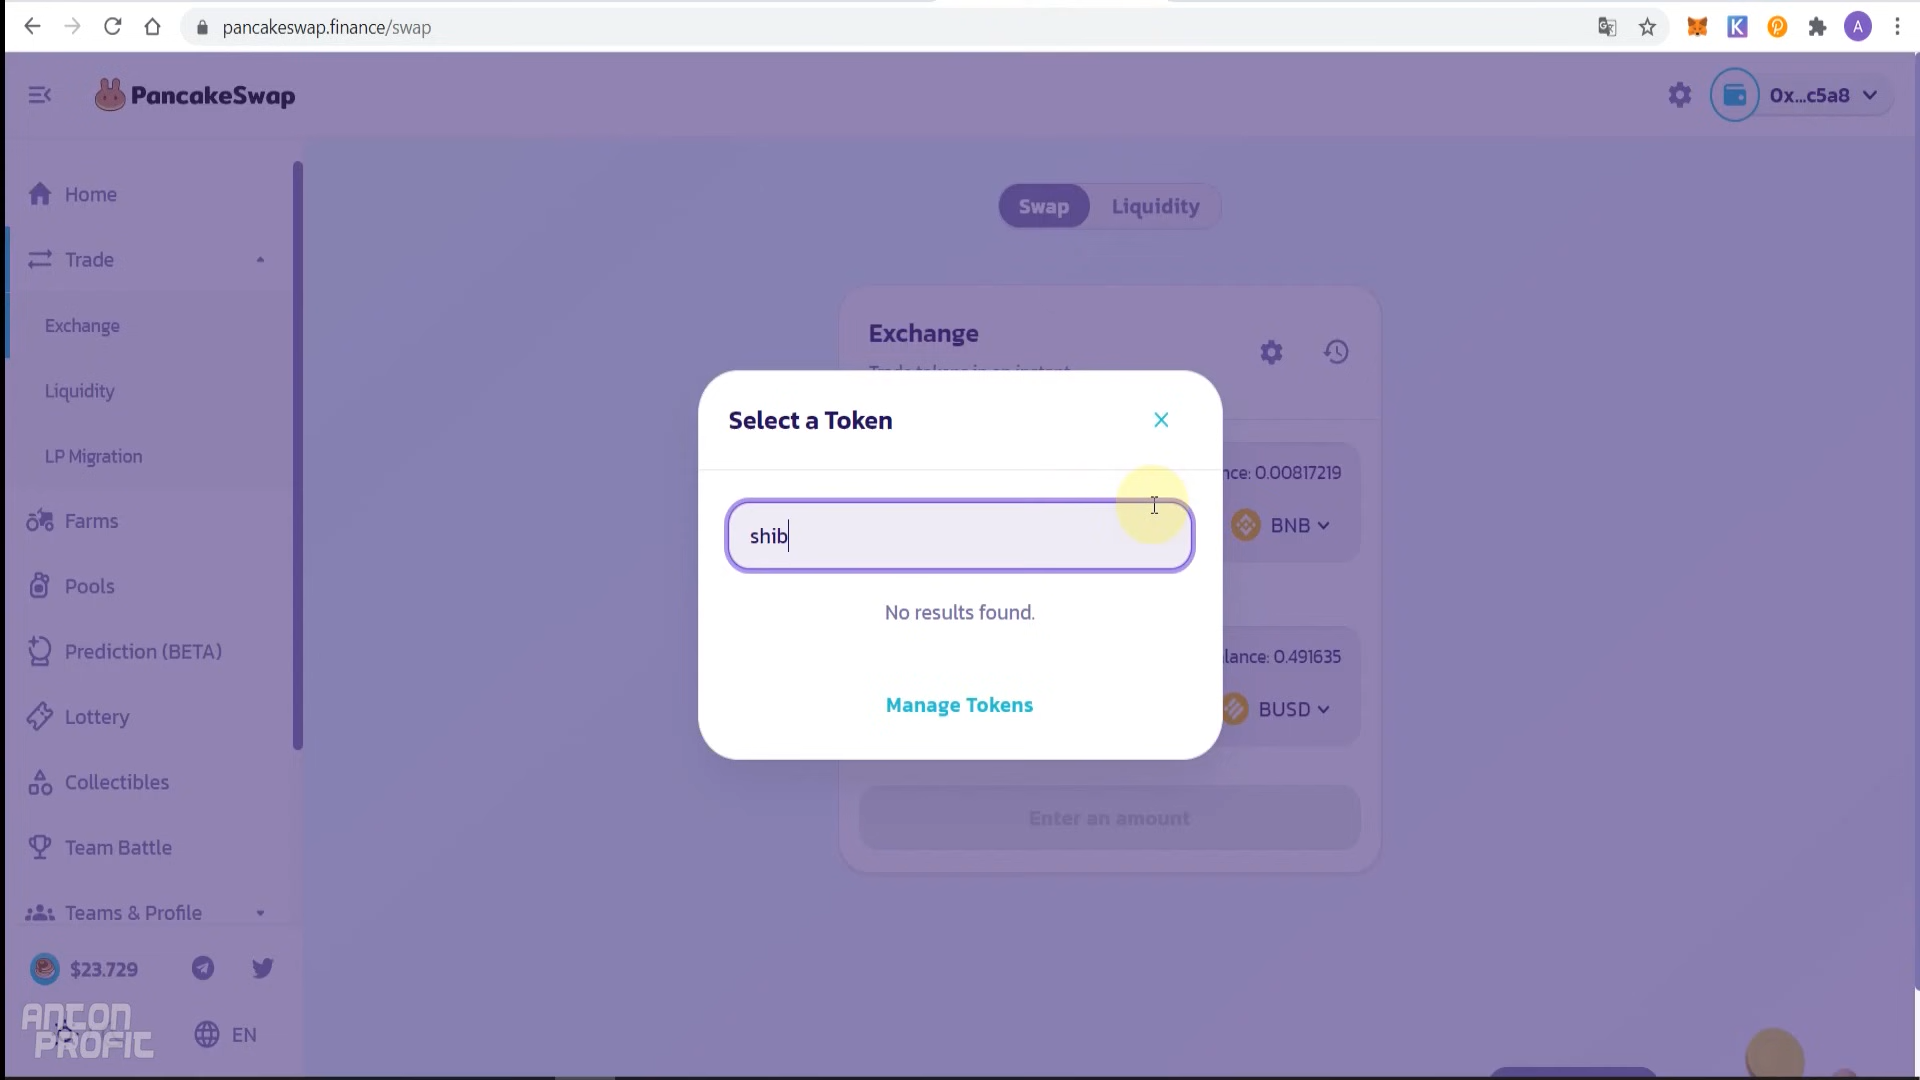 pancakeswap.finance/swap
K
A
PancakeSwap
0x...c5a8
Home
Trade
Exchange
Liquidity
LP Migration
Farms
Pools
Prediction (BETA)
Lottery
Collectibles
Team Battle
Teams & Profile
$23.729
EN
ANTON
PROFIT
Swap
Liquidity
Exchange
Select a Token
shib
No results found.
Manage Tokens
nce: 0.00817219
BNB
lance: 0.491635
BUSD
Enter an amount